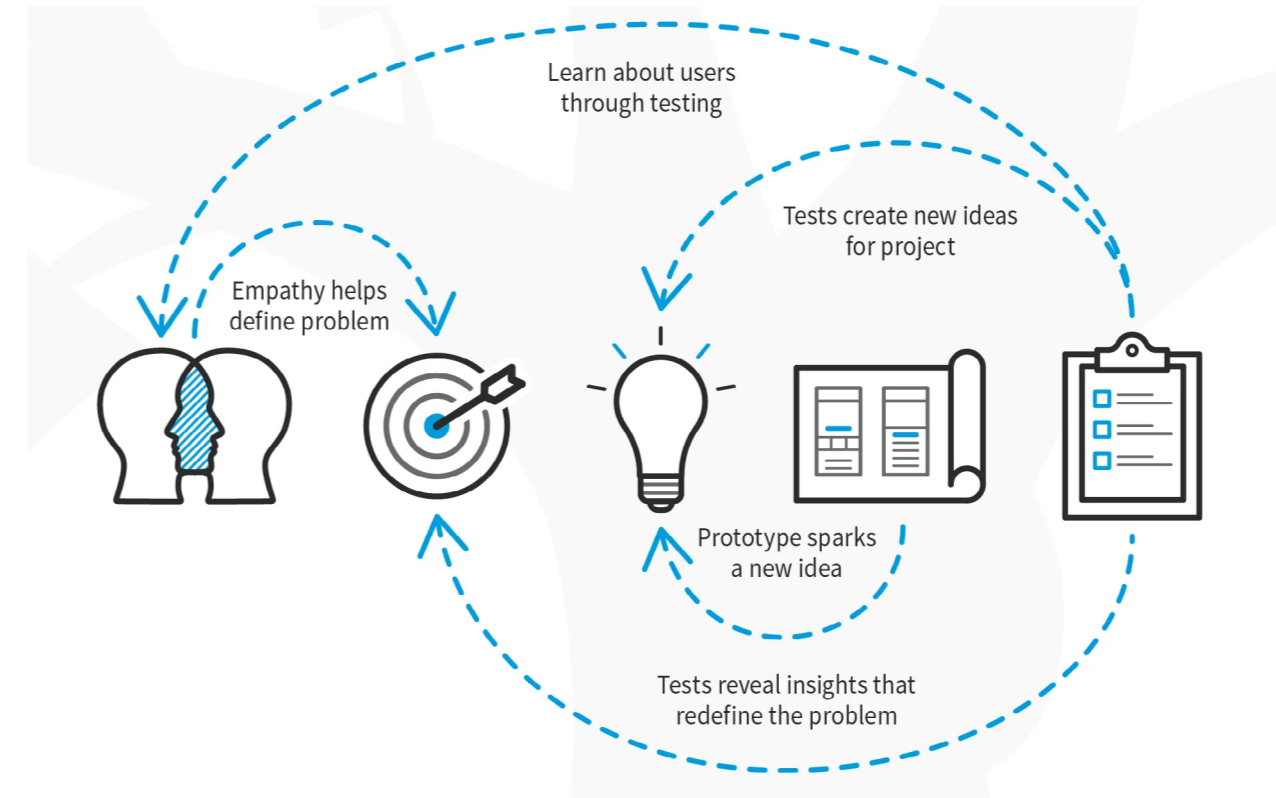 Learn about users
through testing
Tests create new ideas
for project
Empathy helps
define problem
Prototype sparks
a new idea
Tests reveal insights that
redefine the problem